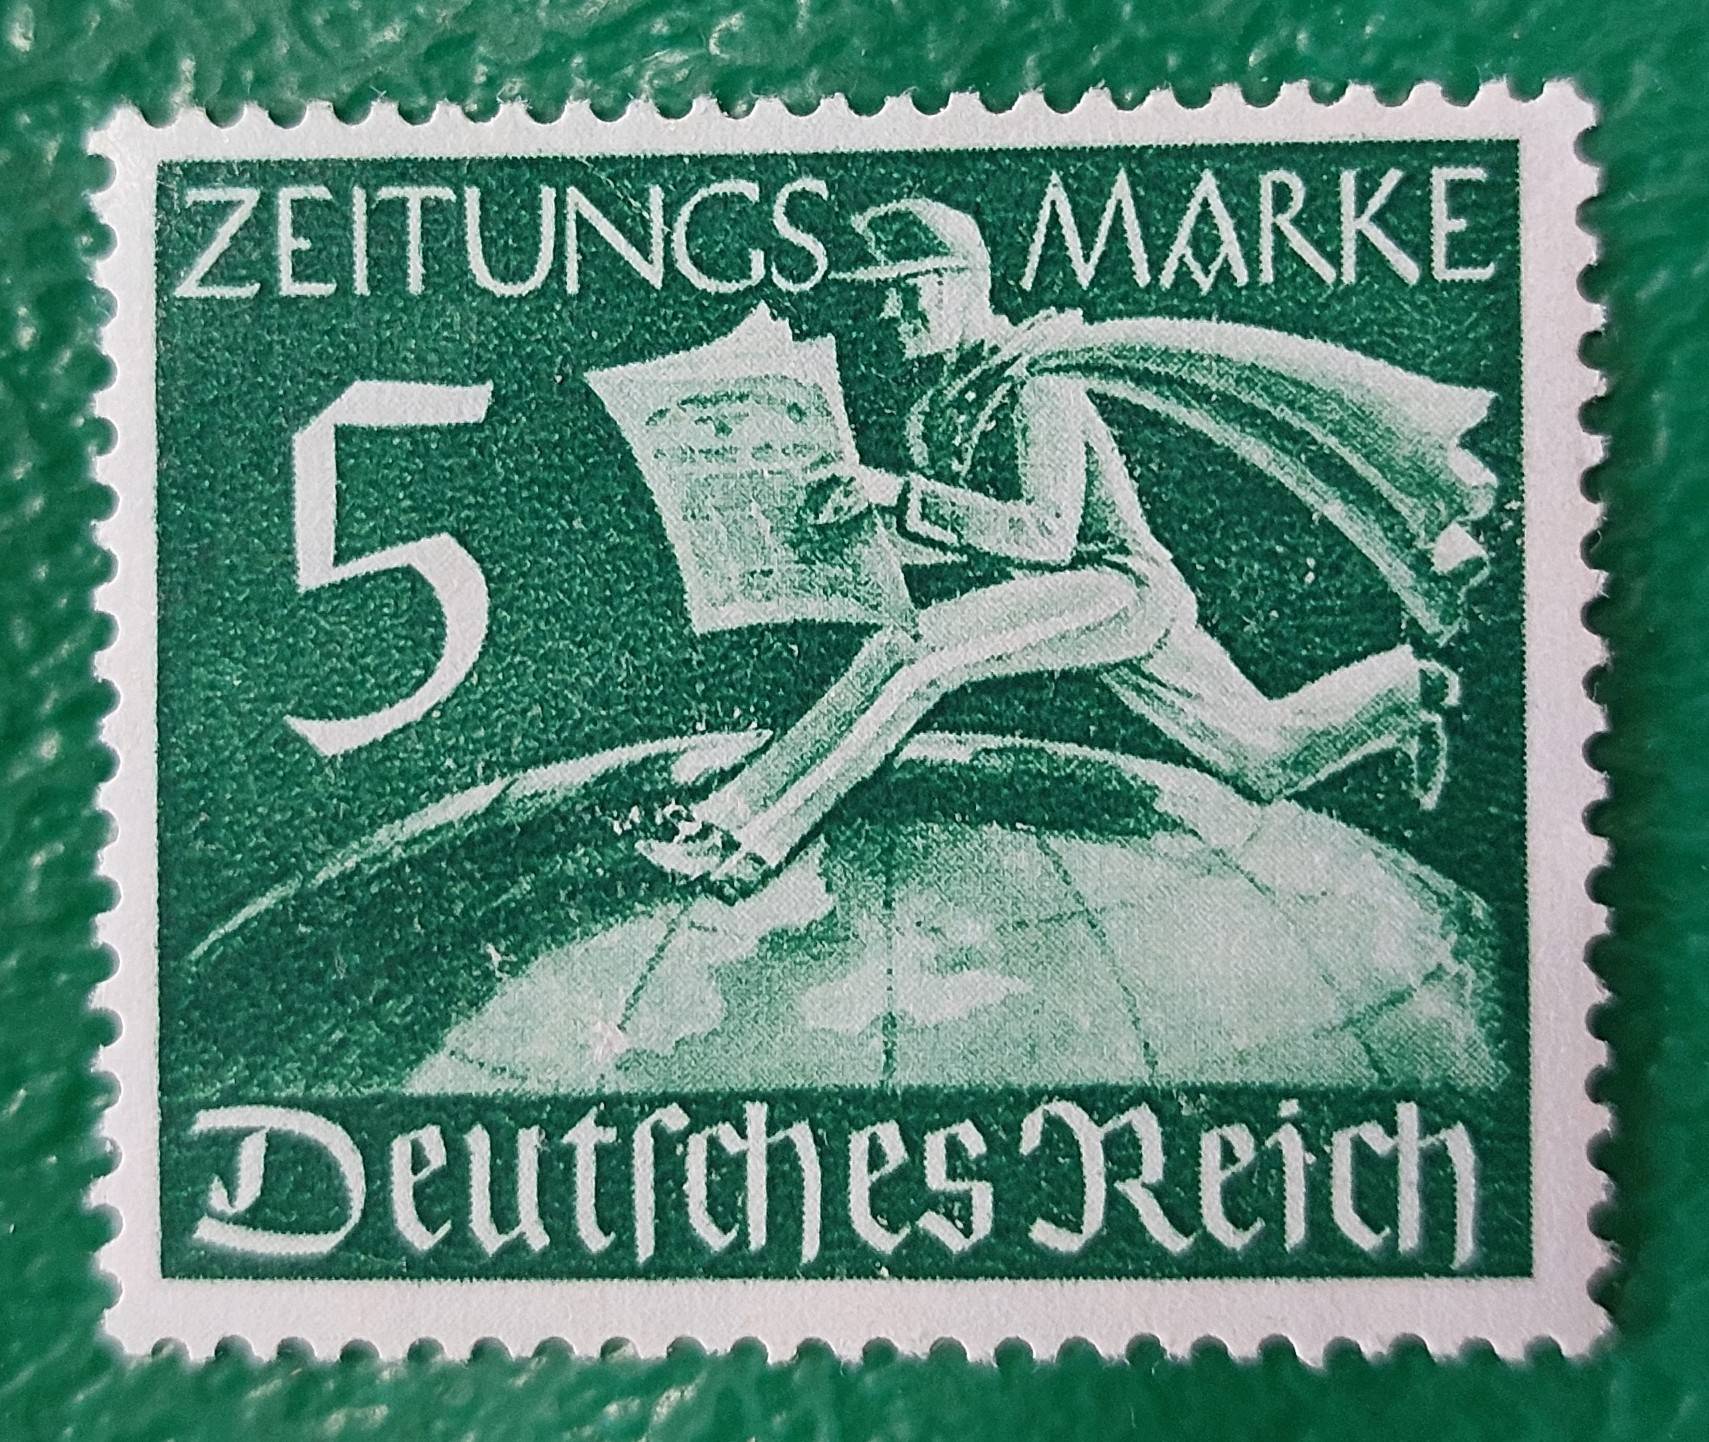 ZEITUNGS MARKE
5
Deutsches Reich